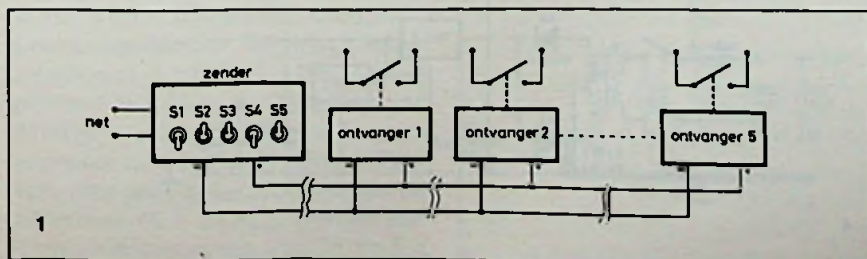 zender
S1 S2 S3 S4 S5
net
ontvanger 1
ontvanger 2
ontvanger 5
1